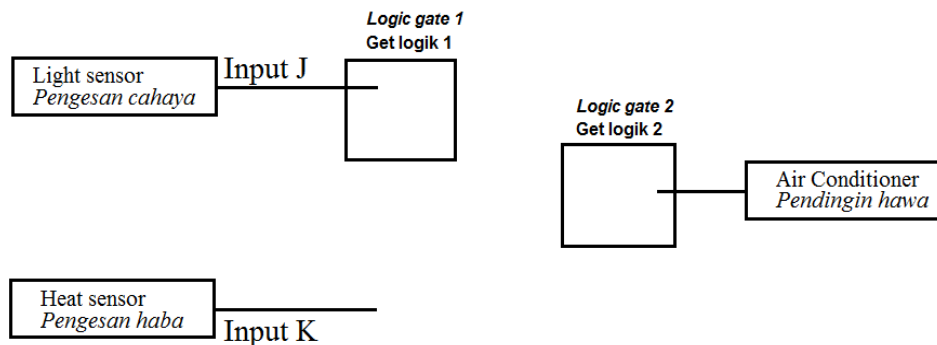 Logic gate 1
Get logik 1
Light sensor
Pengesan cahaya
Input J
Logic gate 2
Get logik 2
Air Conditioner
Pendingin hawa
Heat sensor
Pengesan haba
Input K